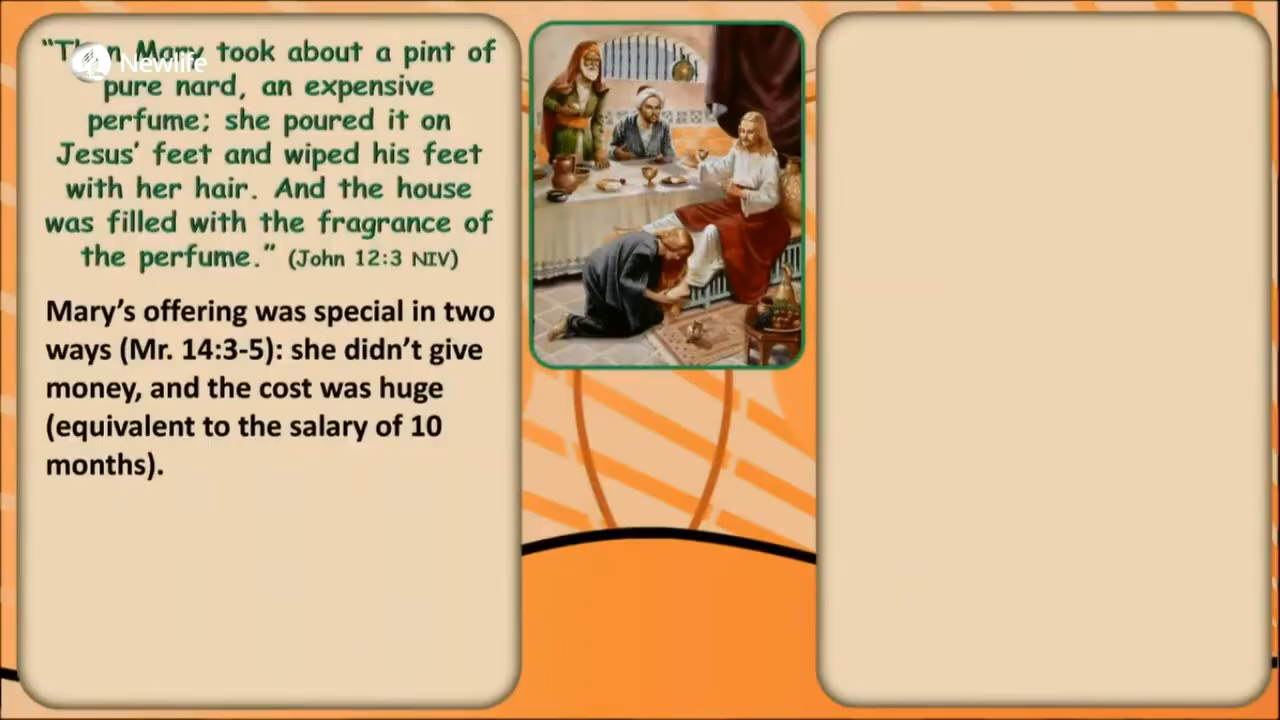 “Then Mary took about a pint of
pure nard, an expensive
perfume; she poured it on
Jesus’ feet and wiped his feet
with her hair. And the house
was filled with the fragrance of
the perfume.” (John 12:3 NIV)
Newlife
Mary’s offering was special in two
ways (Mr. 14:3-5): she didn’t give
money, and the cost was huge
(equivalent to the salary of 10
months).